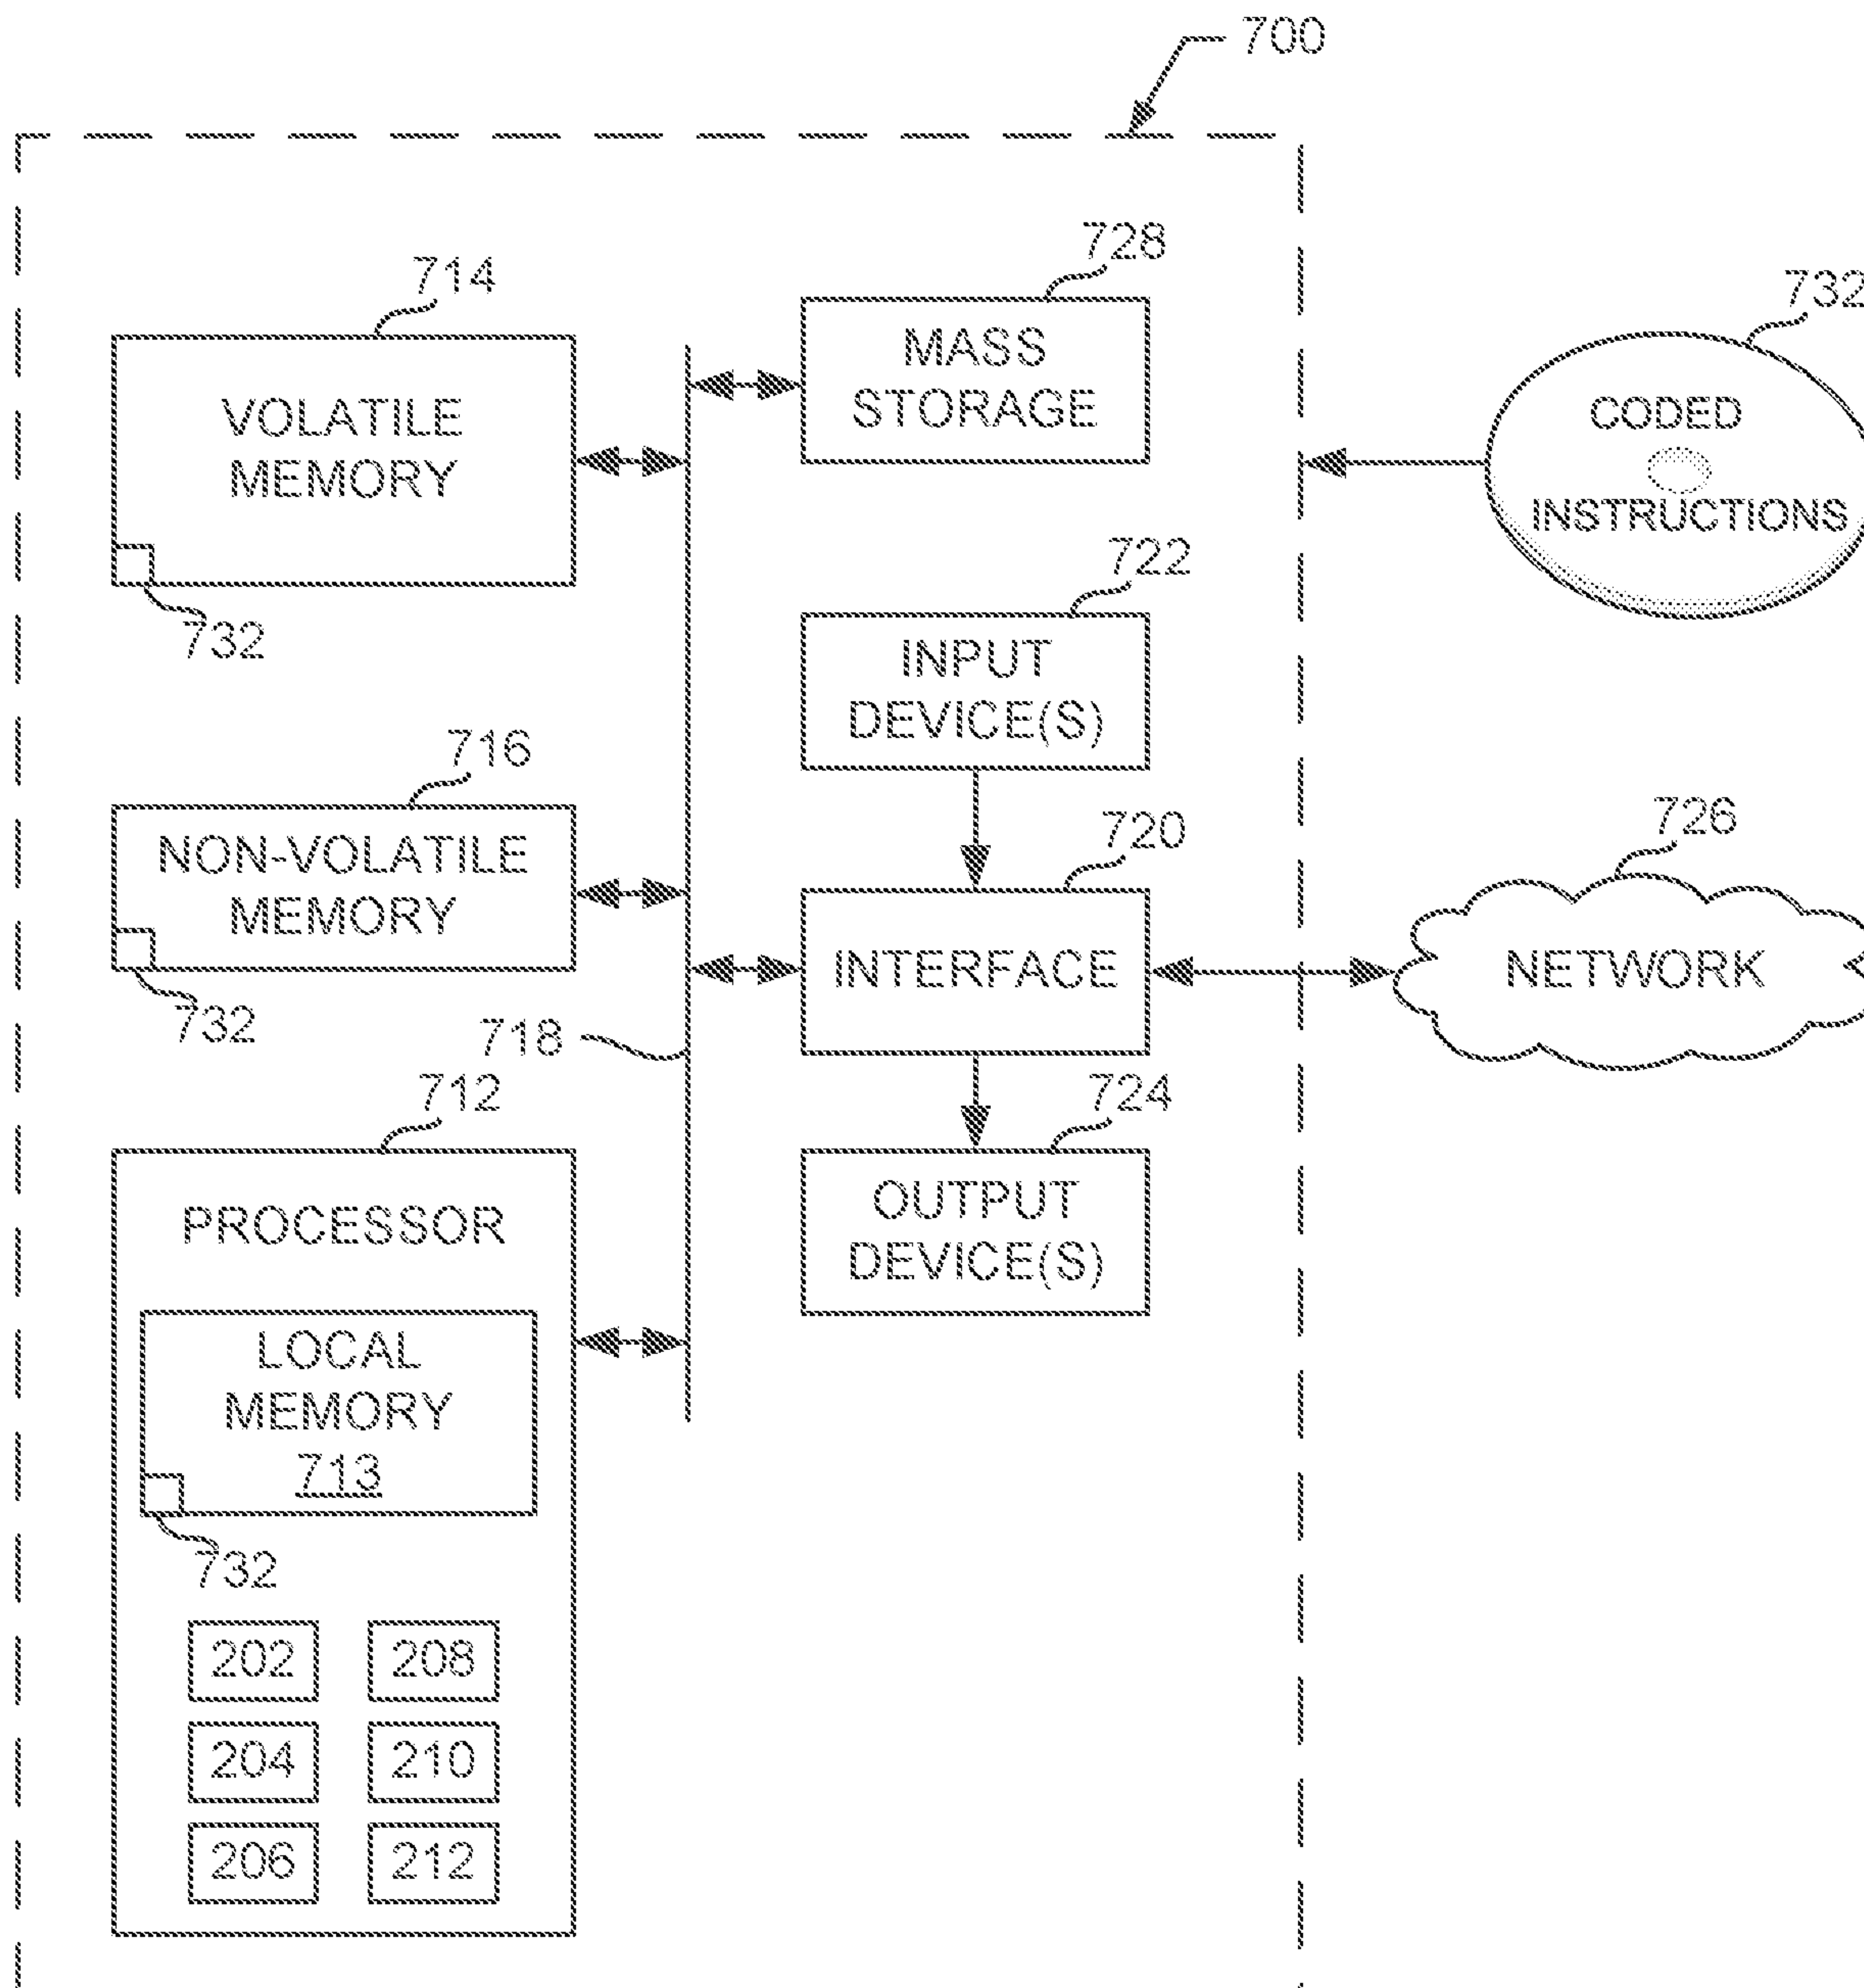 700
728
714
732
MASS
STORAGE
VOLATILE
MEMORY
CODED
INSTRUCTIONS
722
732
INPUT
DEVICE(S)
716
720
726
NON-VOLATILE
MEMORY
INTERFACE
NETWORK
732
718
712
724
PROCESSOR
OUTPUT
DEVICE(S)
LOCAL
MEMORY
713
732
202
208
204
210
206
212